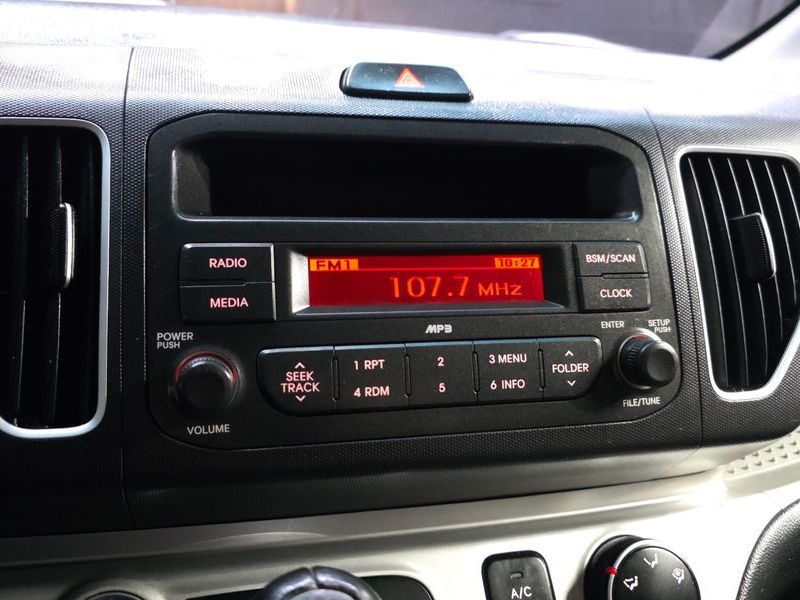 RADIO
MEDIA
FM1 10:27
107.7 MHz
BSM/SCAN
CLOCK
MP3
POWER
PUSH
VOLUME
SEEK
TRACK
1 RPT
4 RDM
2
5
3 MENU
6 INFO
FOLDER
ENTER
SETUP
PUSH
FILE/TUNE
A/C